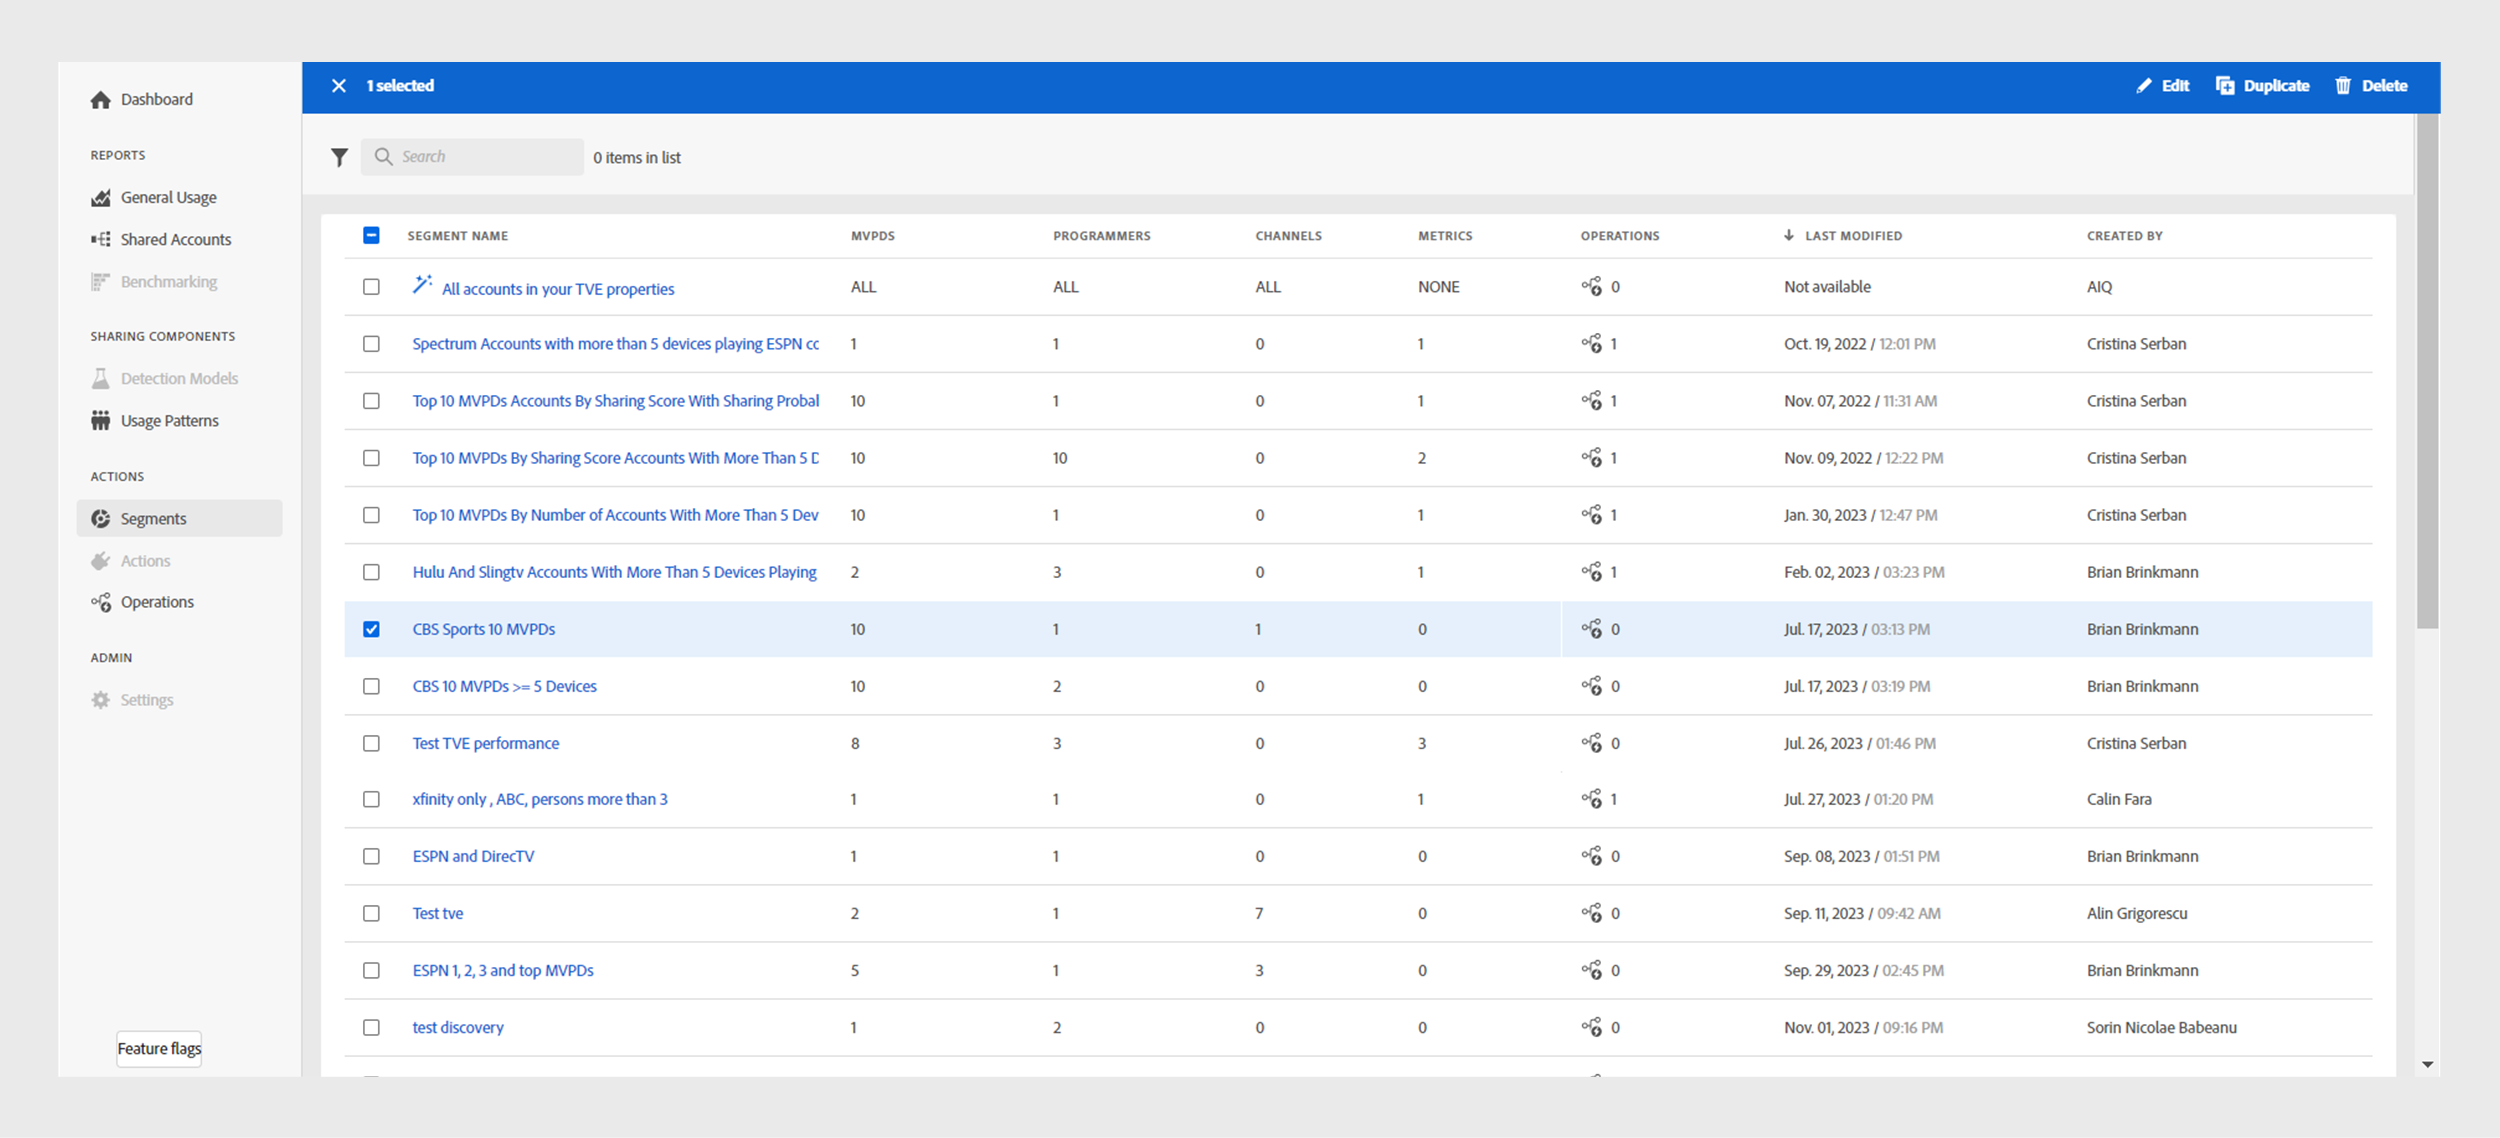 Dashboard
REPORTS
General Usage
Shared Accounts
Benchmarking
SHARING COMPONENTS
Detection Models
Usage Patterns
ACTIONS
Segments
Actions
Operations
ADMIN
Settings
Feature flags
1 selected Edit Duplicate Delete
Search 0 items in list
SEGMENT NAME MVPDS PROGRAMMERS CHANNELS METRICS OPERATIONS LAST MODIFIED CREATED BY
All accounts in your TVE properties ALL ALL ALL NONE 0 Not available AIQ
Spectrum Accounts with more than 5 devices playing ESPN cc 1 1 0 1 1 Oct. 19, 2022 / 12:01 PM Cristina Serban
Top 10 MVPDs Accounts By Sharing Score With Sharing Probal 10 1 0 1 1 Nov. 07, 2022 / 11:31 AM Cristina Serban
Top 10 MVPDs By Sharing Score Accounts With More Than 5 D 10 10 0 2 1 Nov. 09, 2022 / 12:22 PM Cristina Serban
Top 10 MVPDs By Number of Accounts With More Than 5 Dev 10 1 0 1 1 Jan. 30, 2023 / 12:47 PM Cristina Serban
Hulu And Slingtv Accounts With More Than 5 Devices Playing 2 3 0 1 1 Feb. 02, 2023 / 03:23 PM Brian Brinkmann
CBS Sports 10 MVPDs 10 1 1 0 0 Jul. 17, 2023 / 03:13 PM Brian Brinkmann
CBS 10 MVPDs >= 5 Devices 10 2 0 0 0 Jul. 17, 2023 / 03:19 PM Brian Brinkmann
Test TVE performance 8 3 0 3 0 Jul. 26, 2023 / 01:46 PM Cristina Serban
xfinity only , ABC, persons more than 3 1 1 0 1 1 Jul. 27, 2023 / 01:20 PM Calin Fara
ESPN and DirecTV 1 1 0 0 0 Sep. 08, 2023 / 01:51 PM Brian Brinkmann
Test tve 2 1 7 0 0 Sep. 11, 2023 / 09:42 AM Alin Grigorescu
ESPN 1, 2, 3 and top MVPDs 5 1 3 0 0 Sep. 29, 2023 / 02:45 PM Brian Brinkmann
test discovery 1 2 0 0 0 Nov. 01, 2023 / 09:16 PM Sorin Nicolae Babeanu